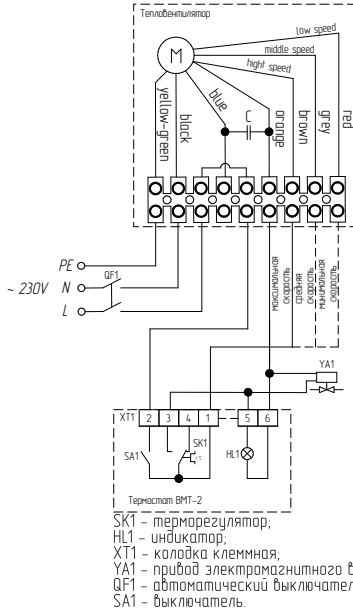 Тепловентилятор
low speed
middle speed
hight speed
M
yellow-green
black
blue
C
orange
brown
grey
red
PE
QF1
~ 230V
N
L
максимальная скорость
средняя скорость
минимальная скорость
YA1
XT1
2
3
4
1
5
6
SA1
SK1
HL1
Термостат ВМТ-2
SK1 - терморегулятор;
HL1 - индикатор;
XT1 - колодка клеммная;
YA1 - привод электромагнитного в
QF1 - автоматический выключател
SA1 - выключатель.